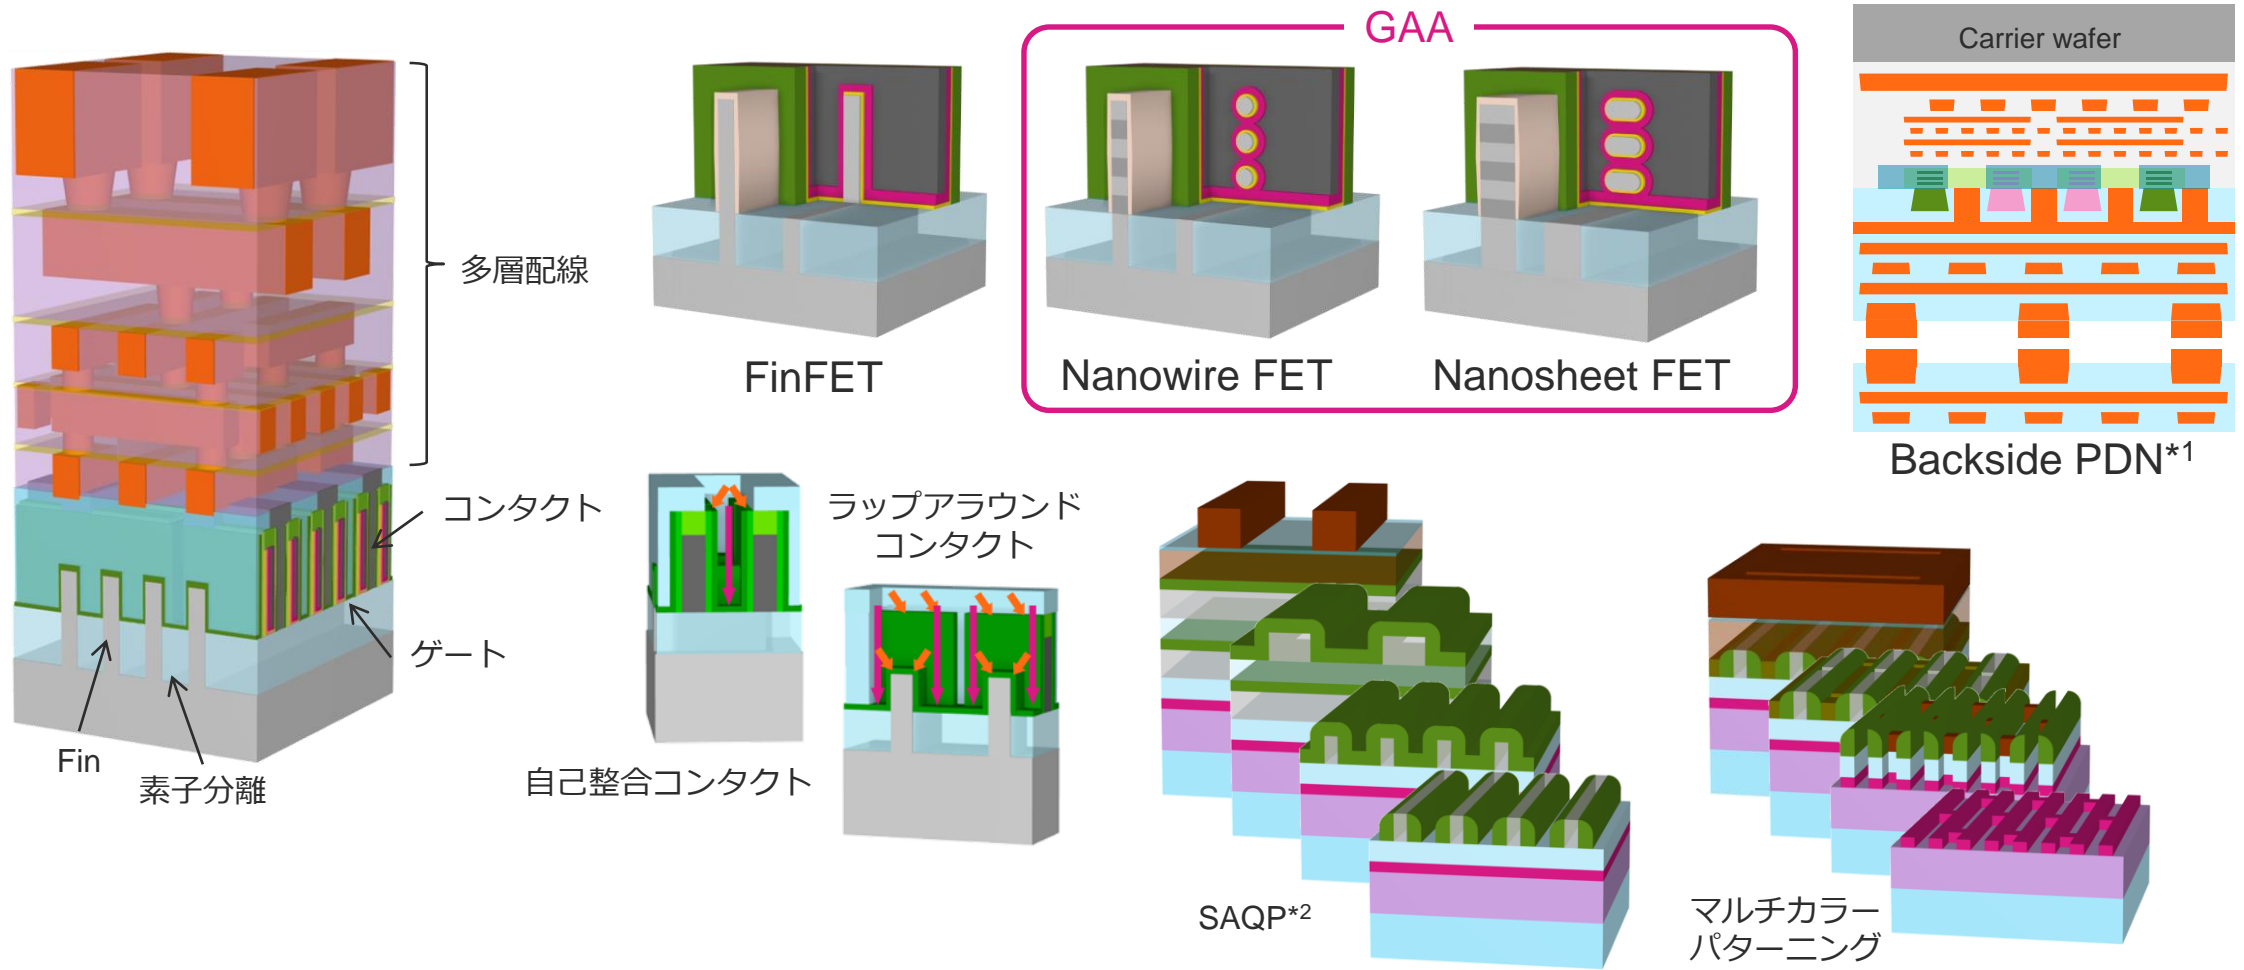 GAA
Carrier wafer
多層配線
FinFET
Nanowire FET
Nanosheet FET
Backside PDN*1
コンタクト
ラップアラウンド
コンタクト
ゲート
Fin
素子分離
自己整合コンタクト
SAQP*2
マルチカラー
パターニング